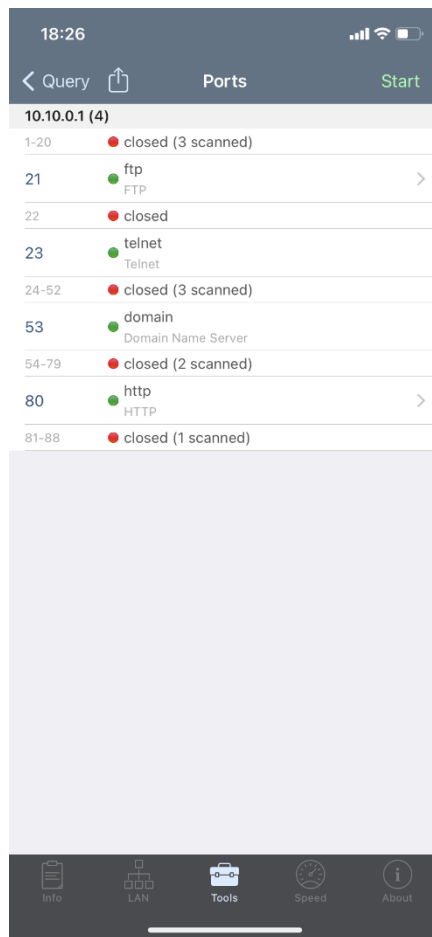 18:26
Query Ports Start
10.10.0.1 (4)
1-20 closed (3 scanned)
21 ftp
FTP
22 closed
23 telnet
Telnet
24-52 closed (3 scanned)
53 domain
Domain Name Server
54-79 closed (2 scanned)
80 http
HTTP
81-88 closed (1 scanned)
Info LAN Tools Speed About